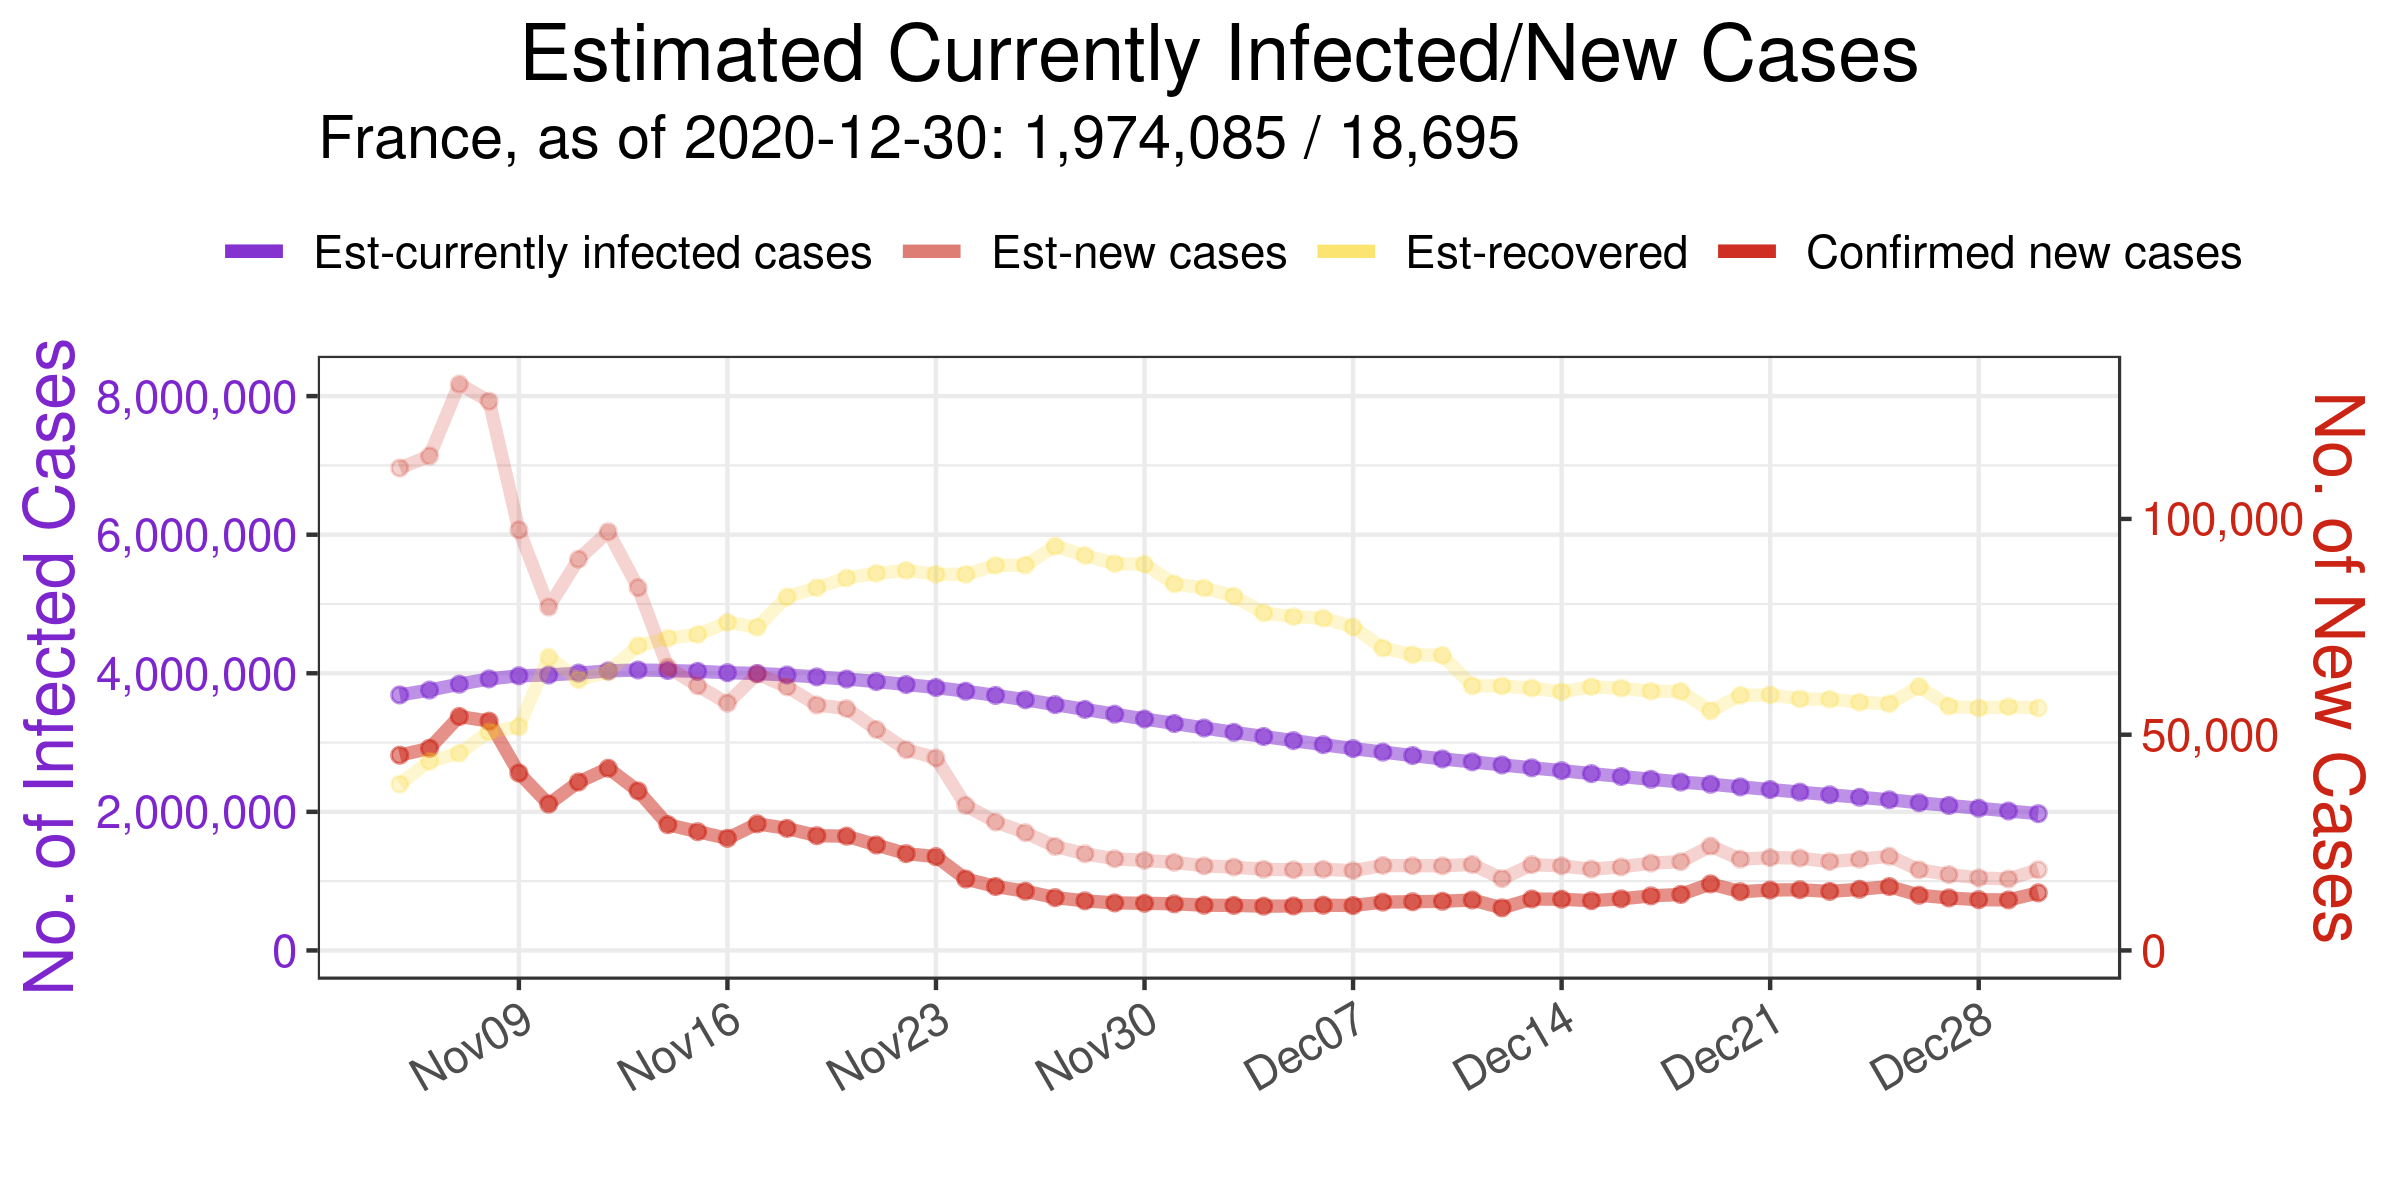 Estimated Currently Infected/New Cases
France, as of 2020-12-30: 1,974,085 / 18,695
Est-currently infected cases Est-new cases Est-recovered Confirmed new cases
No. of Infected Cases
8,000,000
6,000,000
4,000,000
2,000,000
0
No. of New Cases
100,000
50,000
0
Nov09 Nov16 Nov23 Nov30 Dec07 Dec14 Dec21 Dec28